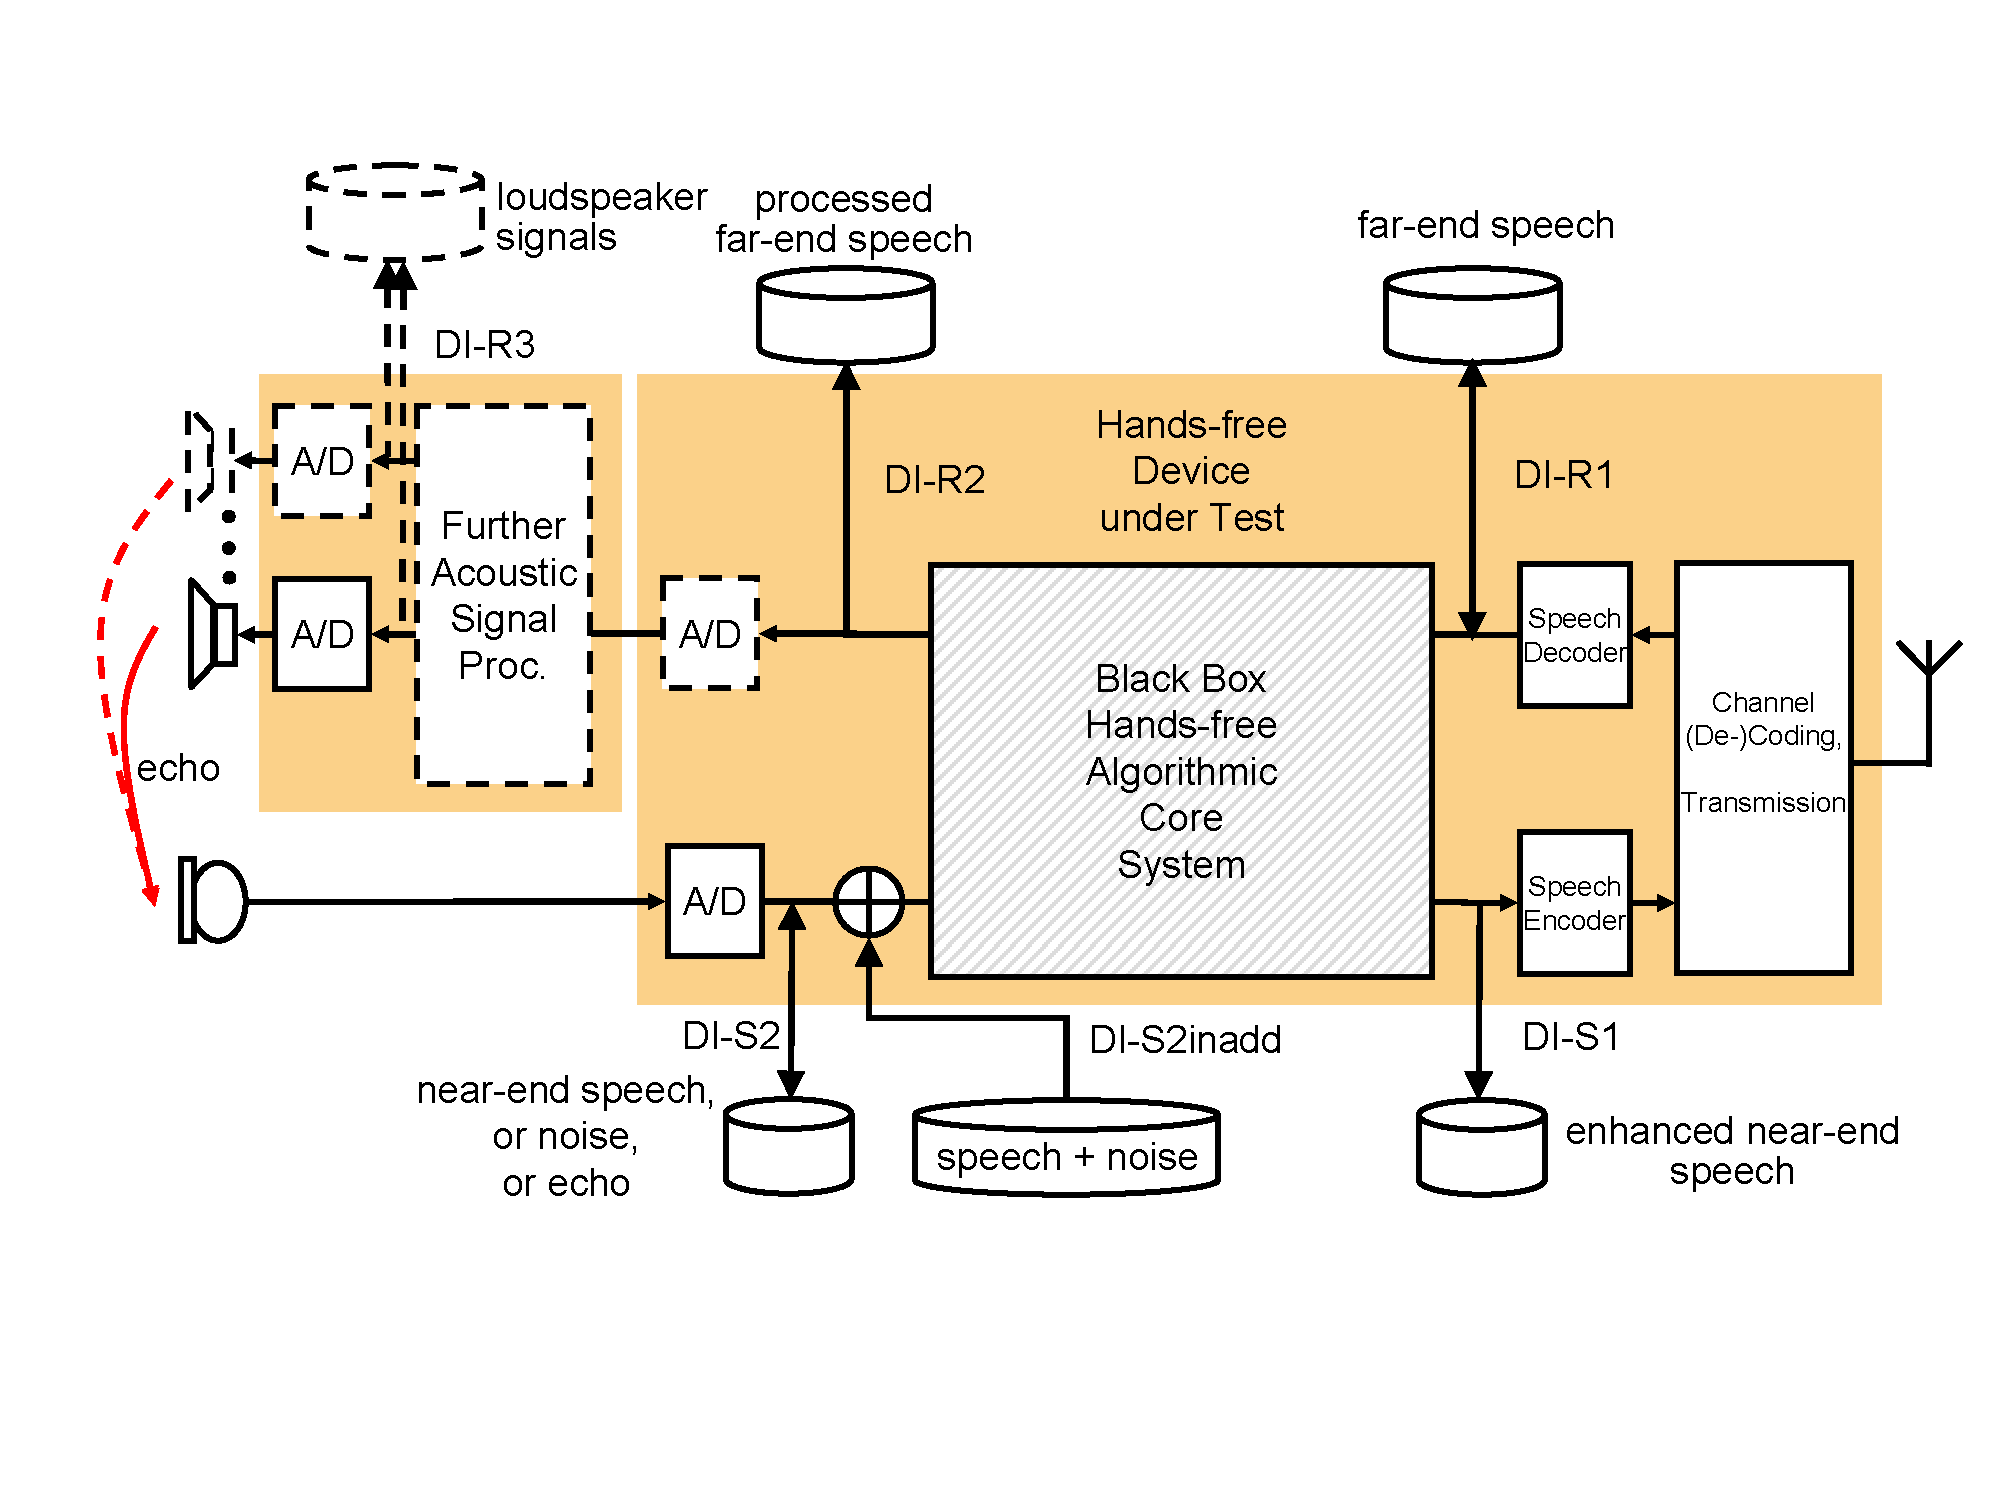 loudspeaker
signals
processed
far-end speech
far-end speech
DI-R3
Hands-free
Device
under Test
DI-R2
DI-R1
A/D
Further
Acoustic
Signal
Proc.
A/D
A/D
Speech
Decoder
Black Box
Hands-free
Algorithmic
Core
System
Channel
(De-)Coding,
Transmission
echo
A/D
Speech
Encoder
DI-S2
DI-S2inadd
DI-S1
near-end speech,
or noise,
or echo
speech + noise
enhanced near-end
speech